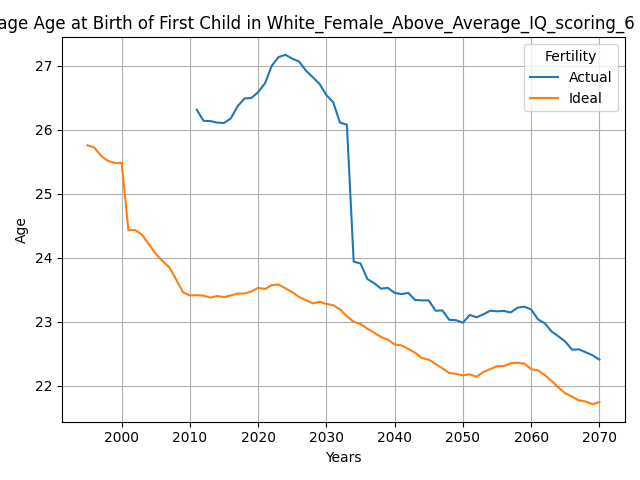 age Age at Birth of First Child in White_Female_Above_Average_IQ_scoring_6
Fertility
Actual
Ideal
27
26
25
24
23
22
Age
2000 2010 2020 2030 2040 2050 2060 2070
Years